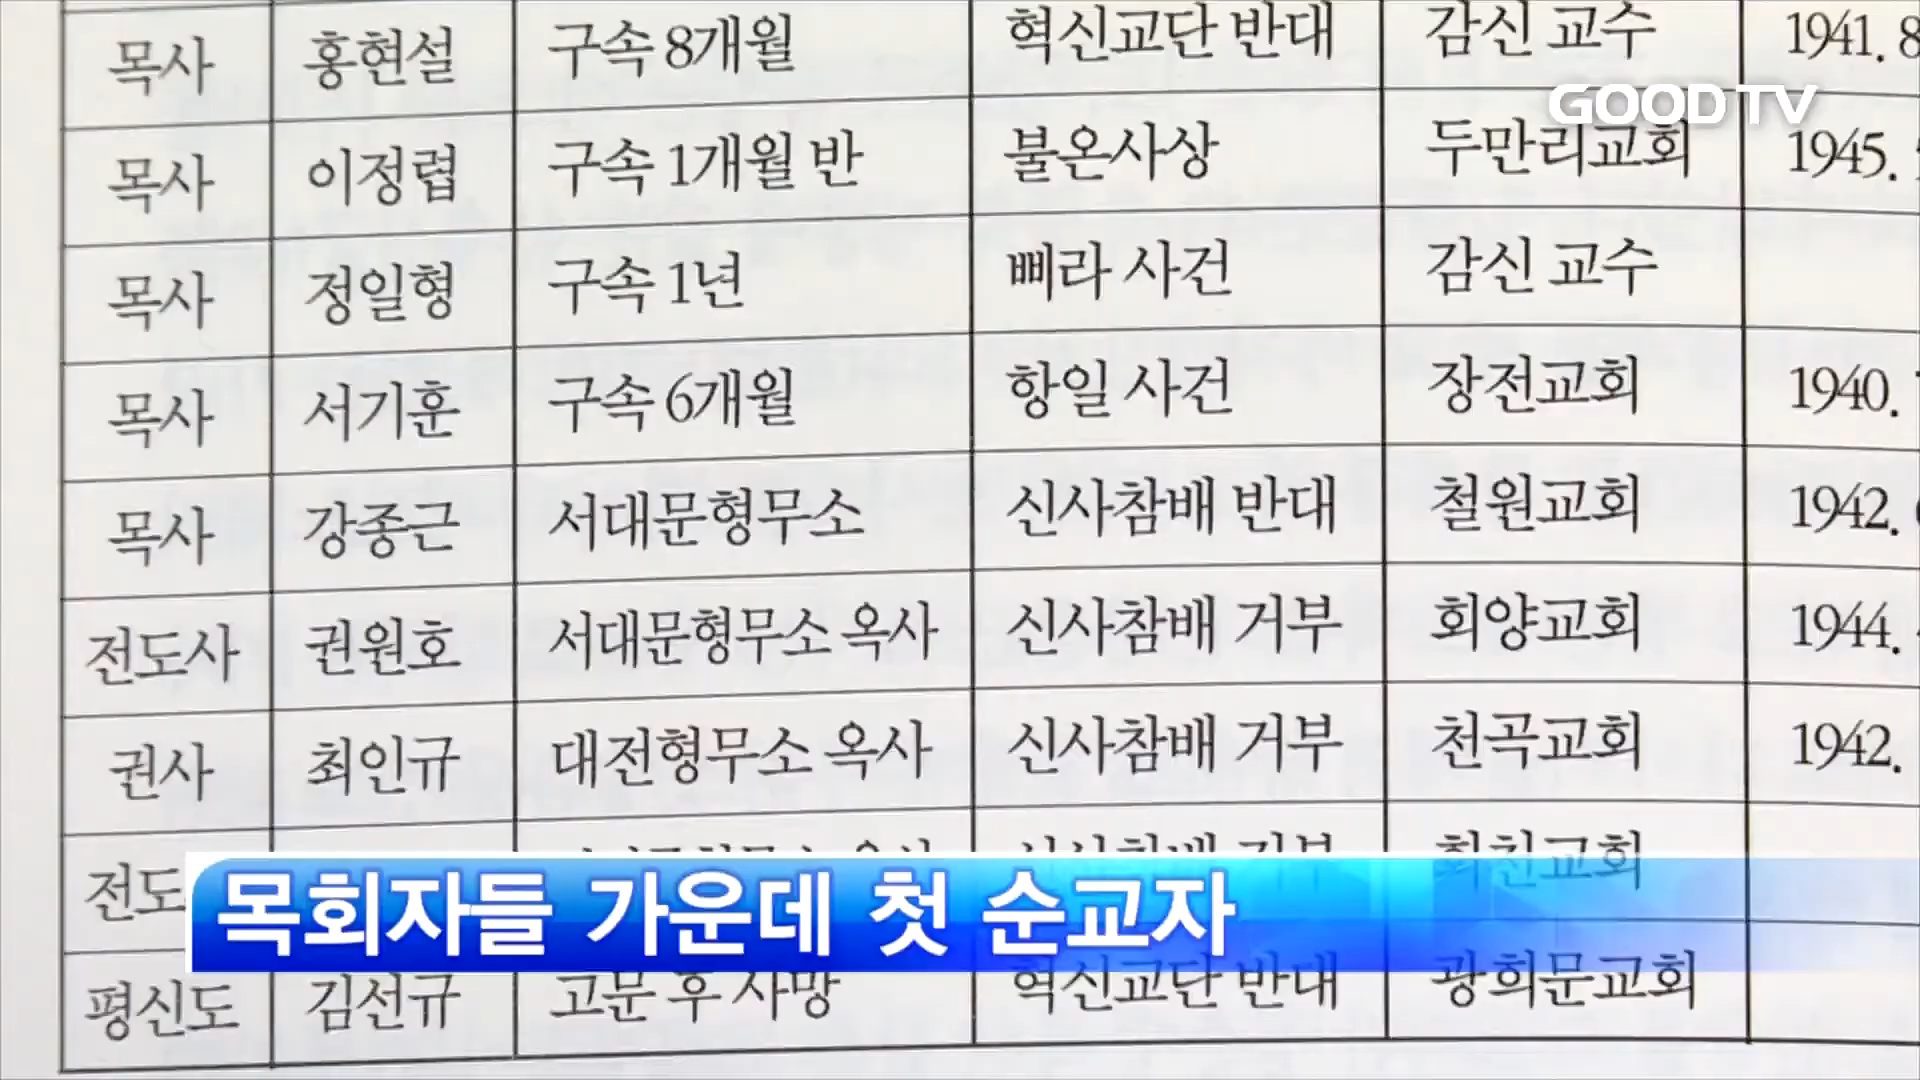 목사 홍현설 구속 8개월 혁신교단 반대 감신 교수 1941. 8
GOODTV
목사 이정렵 구속 1개월 반 불온사상 두만리교회 1945.
목사 정일형 구속 1년 삐라 사건 감신 교수
목사 서기훈 구속 6개월 항일 사건 장전교회 1940.
목사 강종근 서대문형무소 신사참배 반대 철원교회 1942.
전도사 권원호 서대문형무소 옥사 신사참배 거부 회양교회 1944.
권사 최인규 대전형무소 옥사 신사참배 거부 천곡교회 1942.
전도 신사참배 거부
목회자들 가운데 첫 순교자
평신도 김선규 고문 후 사망 혁신교단 반대 광희문교회